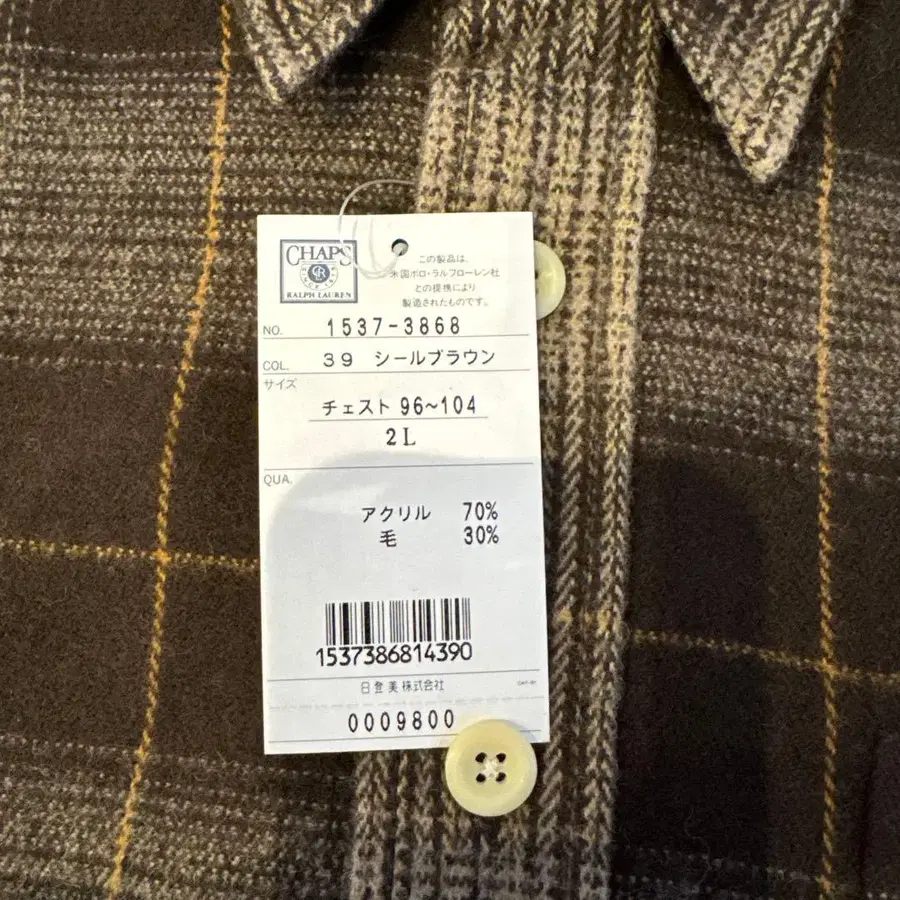 CHAPS
SINCE 1978
CR
RALPH LAUREN
この製品は、
米国ポロ・ラルフローレン社
との提携により
製造されたものです。
NO. 1537-3868
COL. 39 シールブラウン
サイズ
チェスト 96~104
2L
QUA.
アクリル 70%
毛 30%
1537386814390
日登美株式会社
0009800